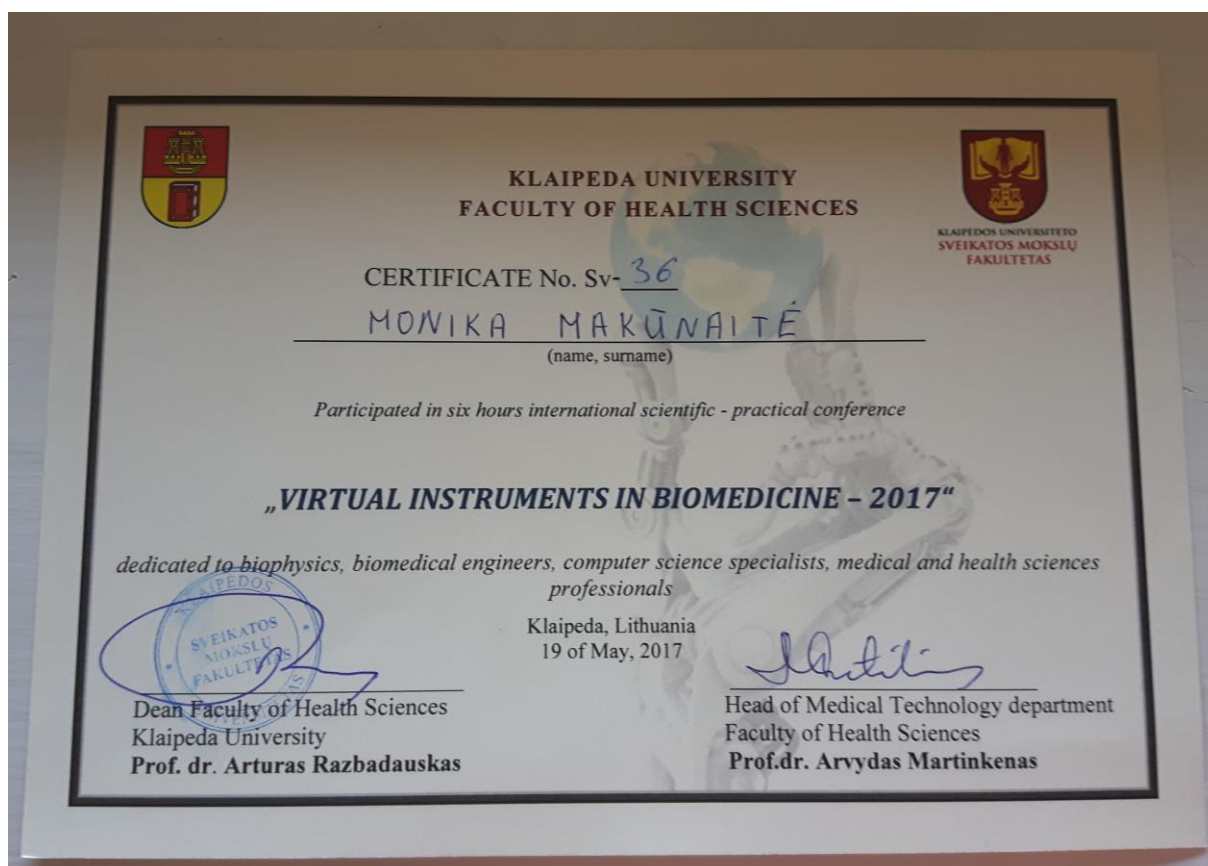 KLAIPEDA UNIVERSITY
FACULTY OF HEALTH SCIENCES
KLAIPĖDOS UNIVERSITETO
SVEIKATOS MOKSLŲ
FAKULTETAS
CERTIFICATE No. Sv-36
MONIKA MAKŪNAITĖ
(name, surname)
Participated in six hours international scientific - practical conference
„VIRTUAL INSTRUMENTS IN BIOMEDICINE – 2017“
dedicated to biophysics, biomedical engineers, computer science specialists, medical and health sciences
professionals
Klaipeda, Lithuania
19 of May, 2017
KLAIPĖDOS
SVEIKATOS
MOKSLŲ
FAKULTETAS
Dean Faculty of Health Sciences
Klaipeda University
Prof. dr. Arturas Razbadauskas
Head of Medical Technology department
Faculty of Health Sciences
Prof.dr. Arvydas Martinkenas